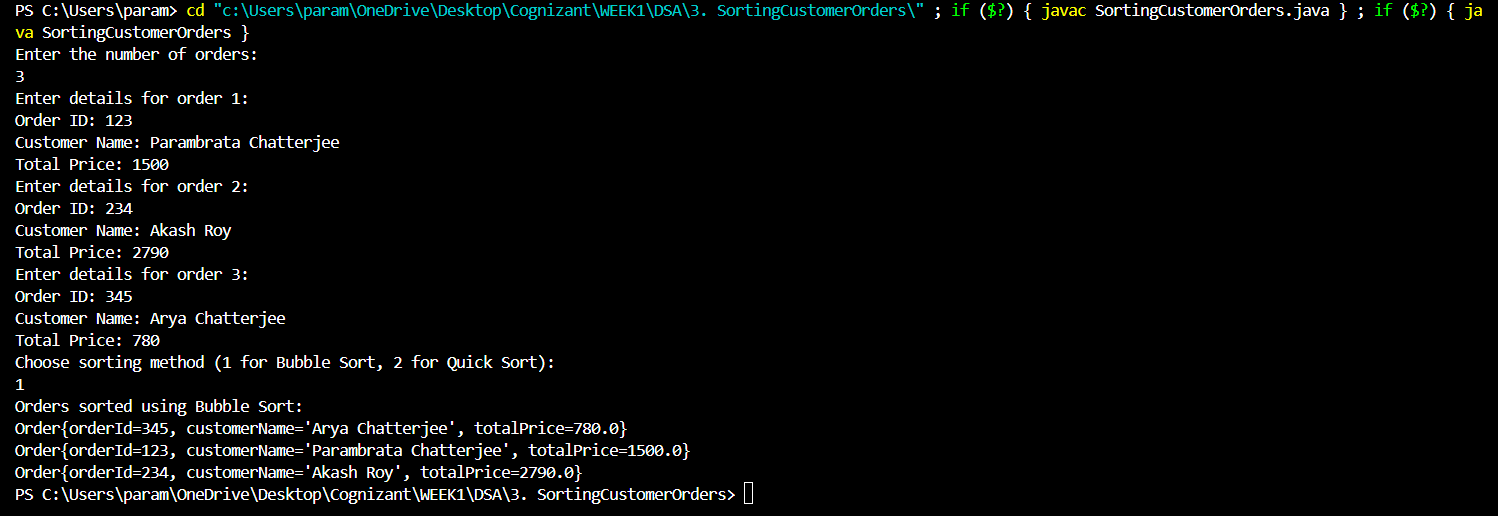 PS C:\Users\param> cd "c:\Users\param\OneDrive\Desktop\Cognizant\WEEK1\DSA\3. SortingCustomerOrders\" ; if ($?) { javac SortingCustomerOrders.java } ; if ($?) { ja
va SortingCustomerOrders }
Enter the number of orders:
3
Enter details for order 1:
Order ID: 123
Customer Name: Parambrata Chatterjee
Total Price: 1500
Enter details for order 2:
Order ID: 234
Customer Name: Akash Roy
Total Price: 2790
Enter details for order 3:
Order ID: 345
Customer Name: Arya Chatterjee
Total Price: 780
Choose sorting method (1 for Bubble Sort, 2 for Quick Sort):
1
Orders sorted using Bubble Sort:
Order{orderId=345, customerName='Arya Chatterjee', totalPrice=780.0}
Order{orderId=123, customerName='Parambrata Chatterjee', totalPrice=1500.0}
Order{orderId=234, customerName='Akash Roy', totalPrice=2790.0}
PS C:\Users\param\OneDrive\Desktop\Cognizant\WEEK1\DSA\3. SortingCustomerOrders>